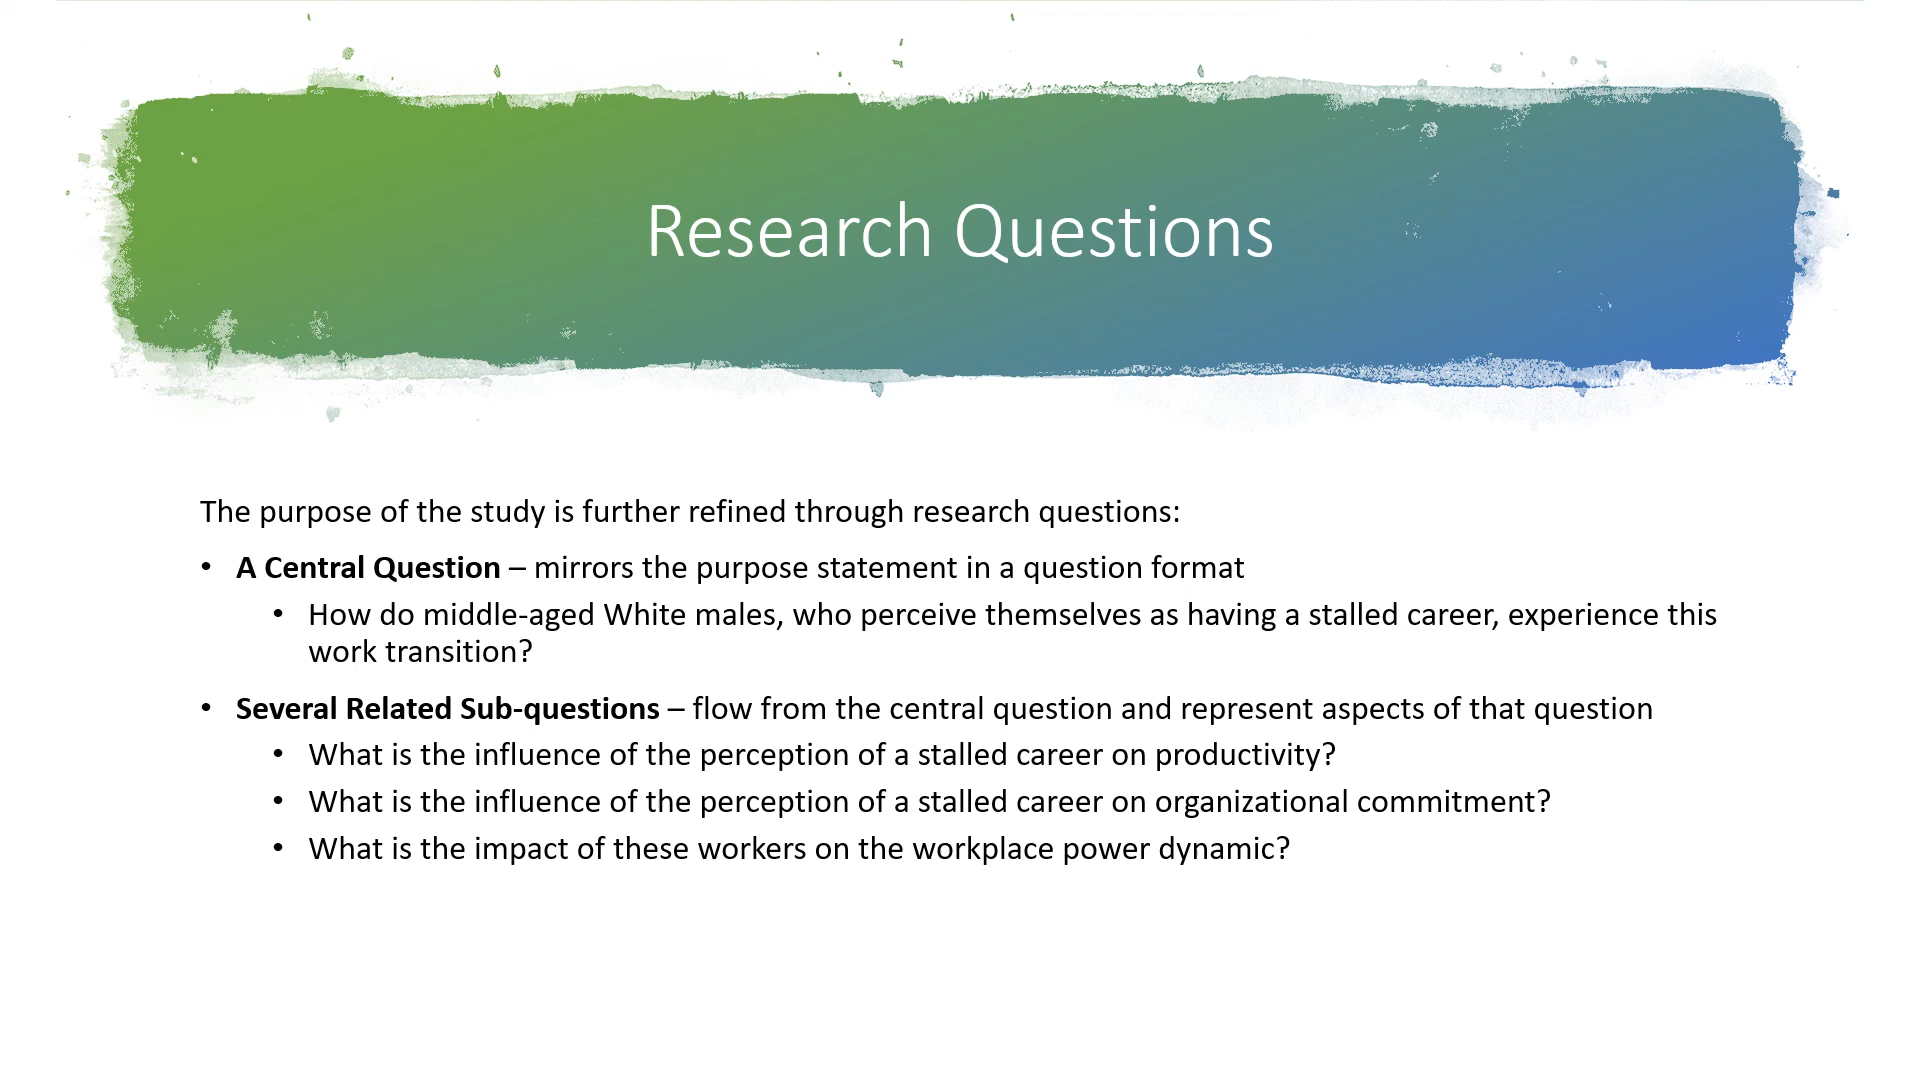 Research Questions
The purpose of the study is further refined through research questions:
• A Central Question – mirrors the purpose statement in a question format
• How do middle-aged White males, who perceive themselves as having a stalled career, experience this
work transition?
• Several Related Sub-questions – flow from the central question and represent aspects of that question
• What is the influence of the perception of a stalled career on productivity?
• What is the influence of the perception of a stalled career on organizational commitment?
• What is the impact of these workers on the workplace power dynamic?